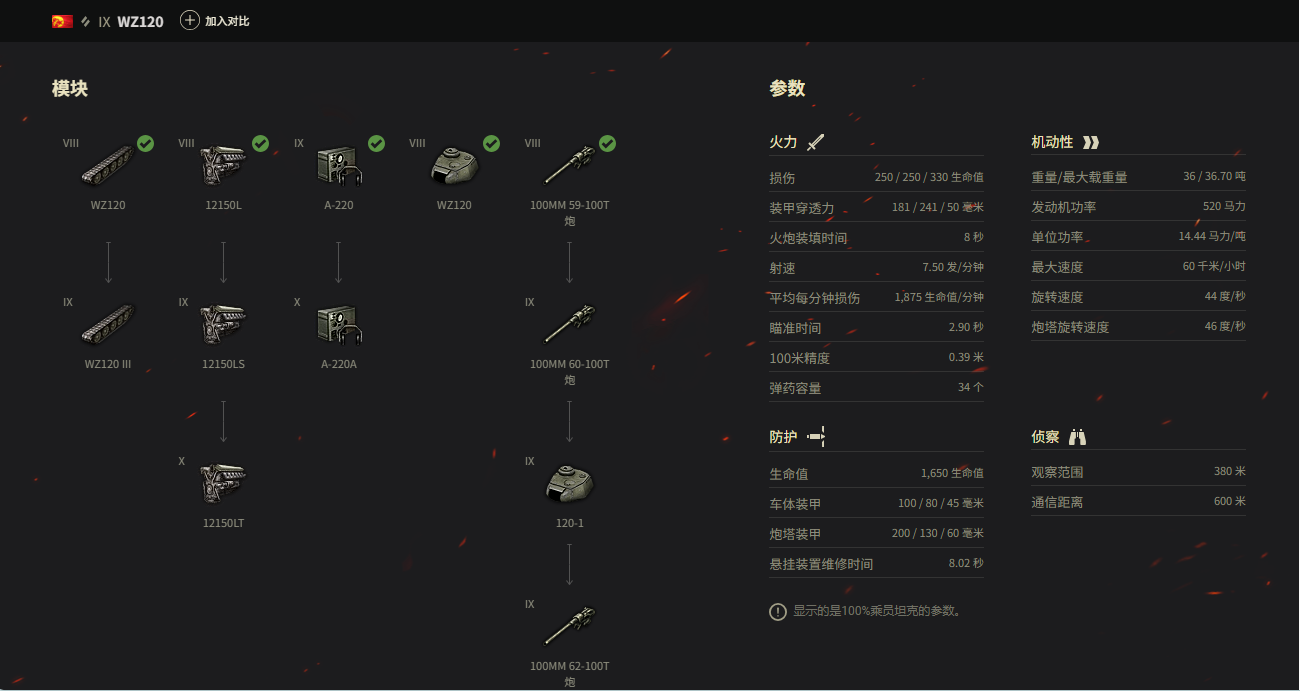 IX WZ120 加入对比
模块
VIII VIII IX VIII VIII
WZ120 12150L A-220 WZ120 100MM 59-100T
炮
IX IX X IX
WZ120 III 12150LS A-220A 100MM 60-100T
炮
X IX
12150LT 120-1
IX
100MM 62-100T
炮
参数
火力
损伤 250 / 250 / 330 生命值
装甲穿透力 181 / 241 / 50 毫米
火炮装填时间 8 秒
射速 7.50 发/分钟
平均每分钟损伤 1,875 生命值/分钟
瞄准时间 2.90 秒
100米精度 0.39 米
弹药容量 34 个
机动性
重量/最大载重量 36 / 36.70 吨
发动机功率 520 马力
单位功率 14.44 马力/吨
最大速度 60 千米/小时
旋转速度 44 度/秒
炮塔旋转速度 46 度/秒
防护
生命值 1,650 生命值
车体装甲 100 / 80 / 45 毫米
炮塔装甲 200 / 130 / 60 毫米
悬挂装置维修时间 8.02 秒
侦察
观察范围 380 米
通信距离 600 米
显示的是100%乘员坦克的参数。